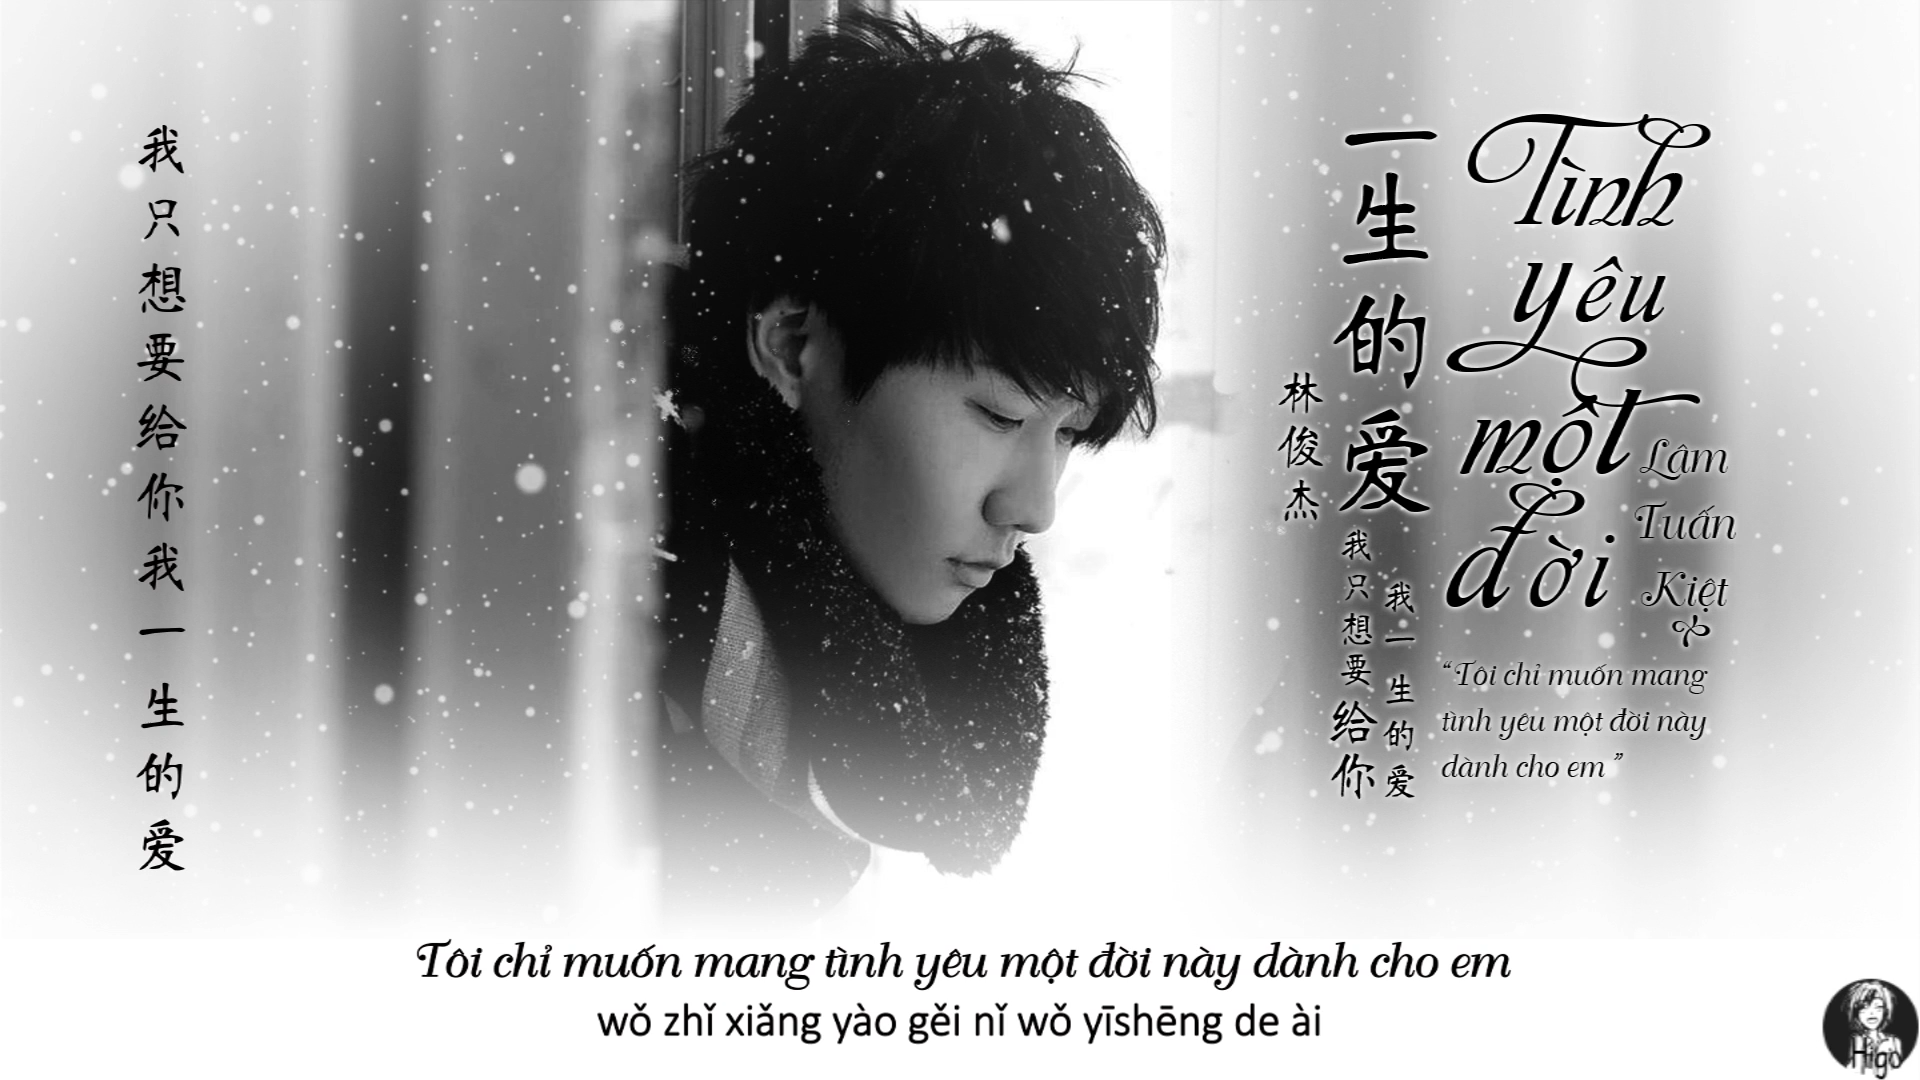 我只想要给你我一生的爱
一生的爱
林俊杰
我只想要给你
我一生的爱
Tình
yêu
một
đời
Lâm
Tuấn
Kiệt
“Tôi chỉ muốn mang
tình yêu một đời này
dành cho em”
Tôi chỉ muốn mang tình yêu một đời này dành cho em
wǒ zhǐ xiǎng yào gěi nǐ wǒ yīshēng de ài
Higo